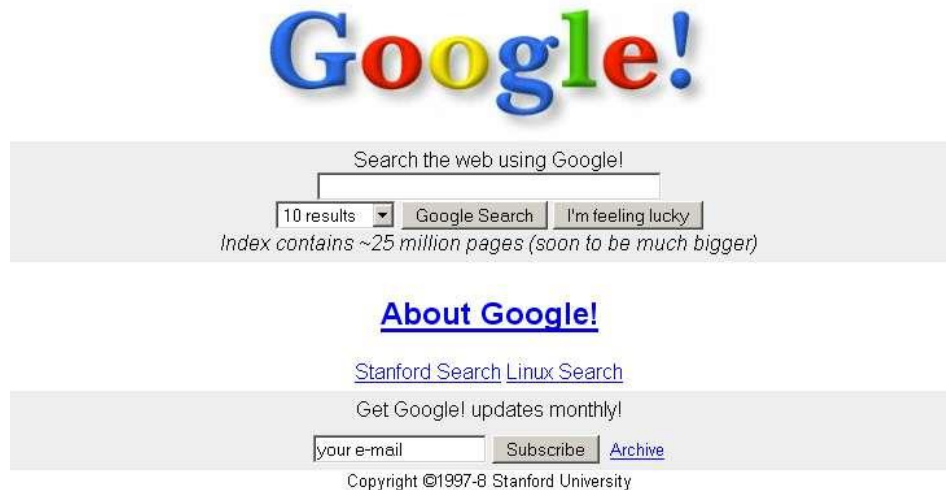 Google!
Search the web using Google!
10 results Google Search I'm feeling lucky
Index contains ~25 million pages (soon to be much bigger)
About Google!
Stanford Search Linux Search
Get Google! updates monthly!
your e-mail Subscribe Archive
Copyright ©1997-8 Stanford University